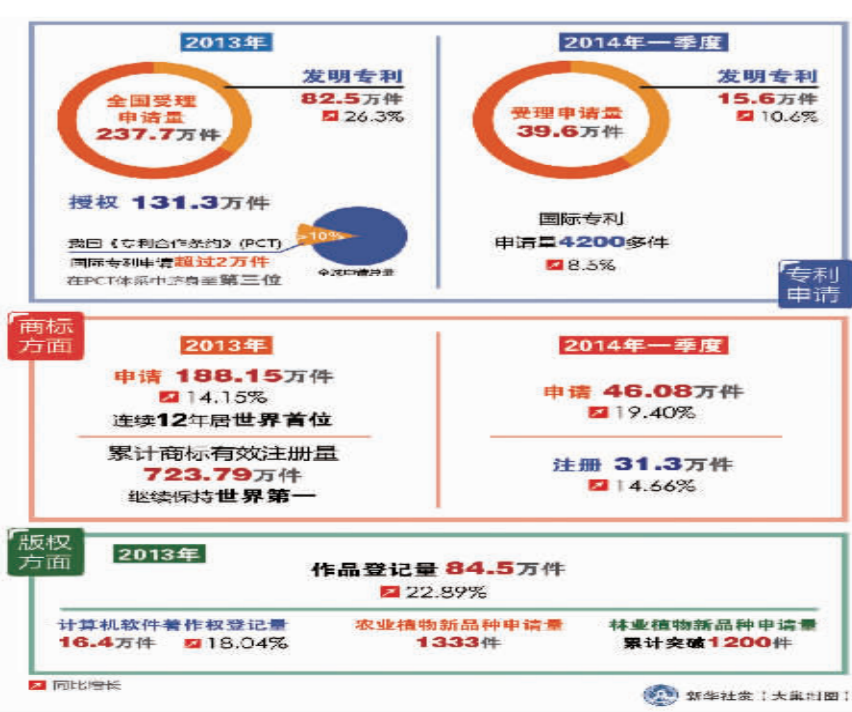 2013年
全国受理
申请量
237.7万件
发明专利
82.5万件
26.3%
授权 131.3万件
我国《专利合作条约》(PCT)
国际专利申请超过2万件
在PCT体系中跻身至第三位
>10%
2014年一季度
受理申请量
39.6万件
发明专利
15.6万件
10.6%
国际专利
申请量4200多件
8.5%
专利
申请
商标
方面
2013年
申请 188.15万件
14.15%
连续12年居世界首位
累计商标有效注册量
723.79万件
继续保持世界第一
2014年一季度
申请 46.08万件
19.40%
注册 31.3万件
14.66%
版权
方面
2013年
作品登记量 84.5万件
22.89%
计算机软件著作权登记量
16.4万件 18.04%
农业植物新品种申请量
1333件
林业植物新品种申请量
累计突破1200件
同比增长
新华社发